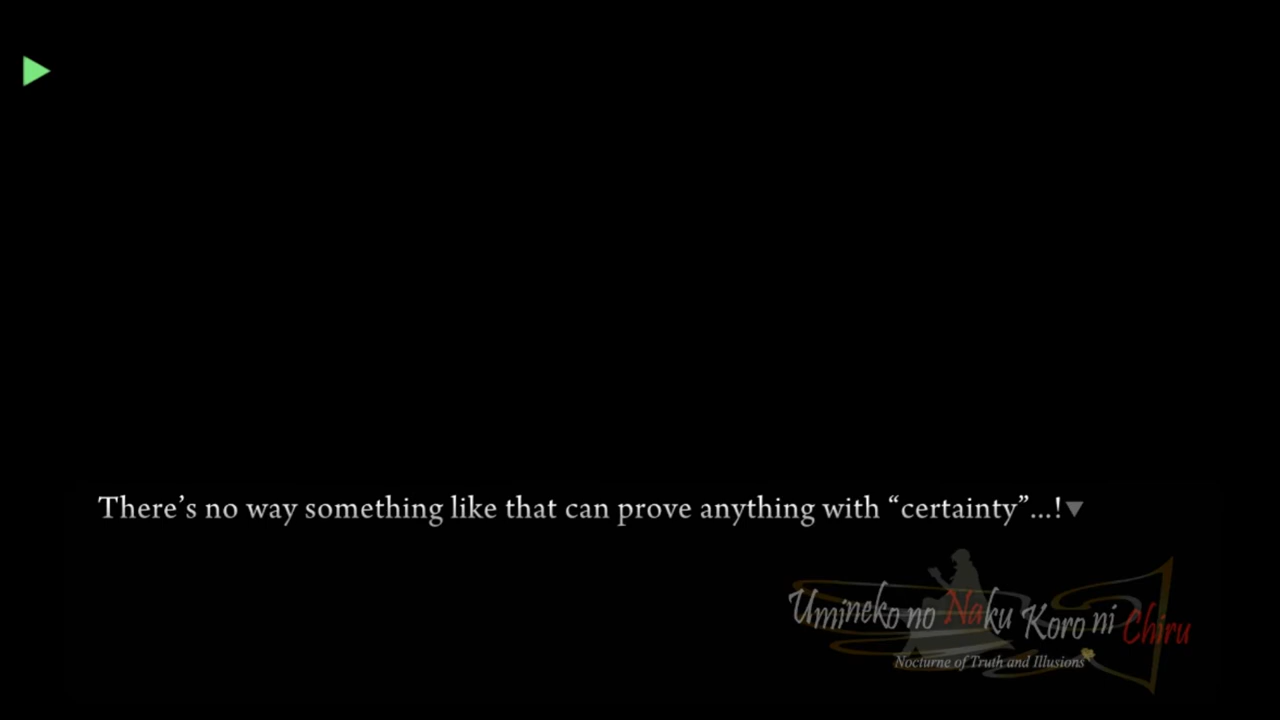 There’s no way something like that can prove anything with “certainty”...!
Umineko no Naku Koro ni Chiru
Nocturne of Truth and Illusions